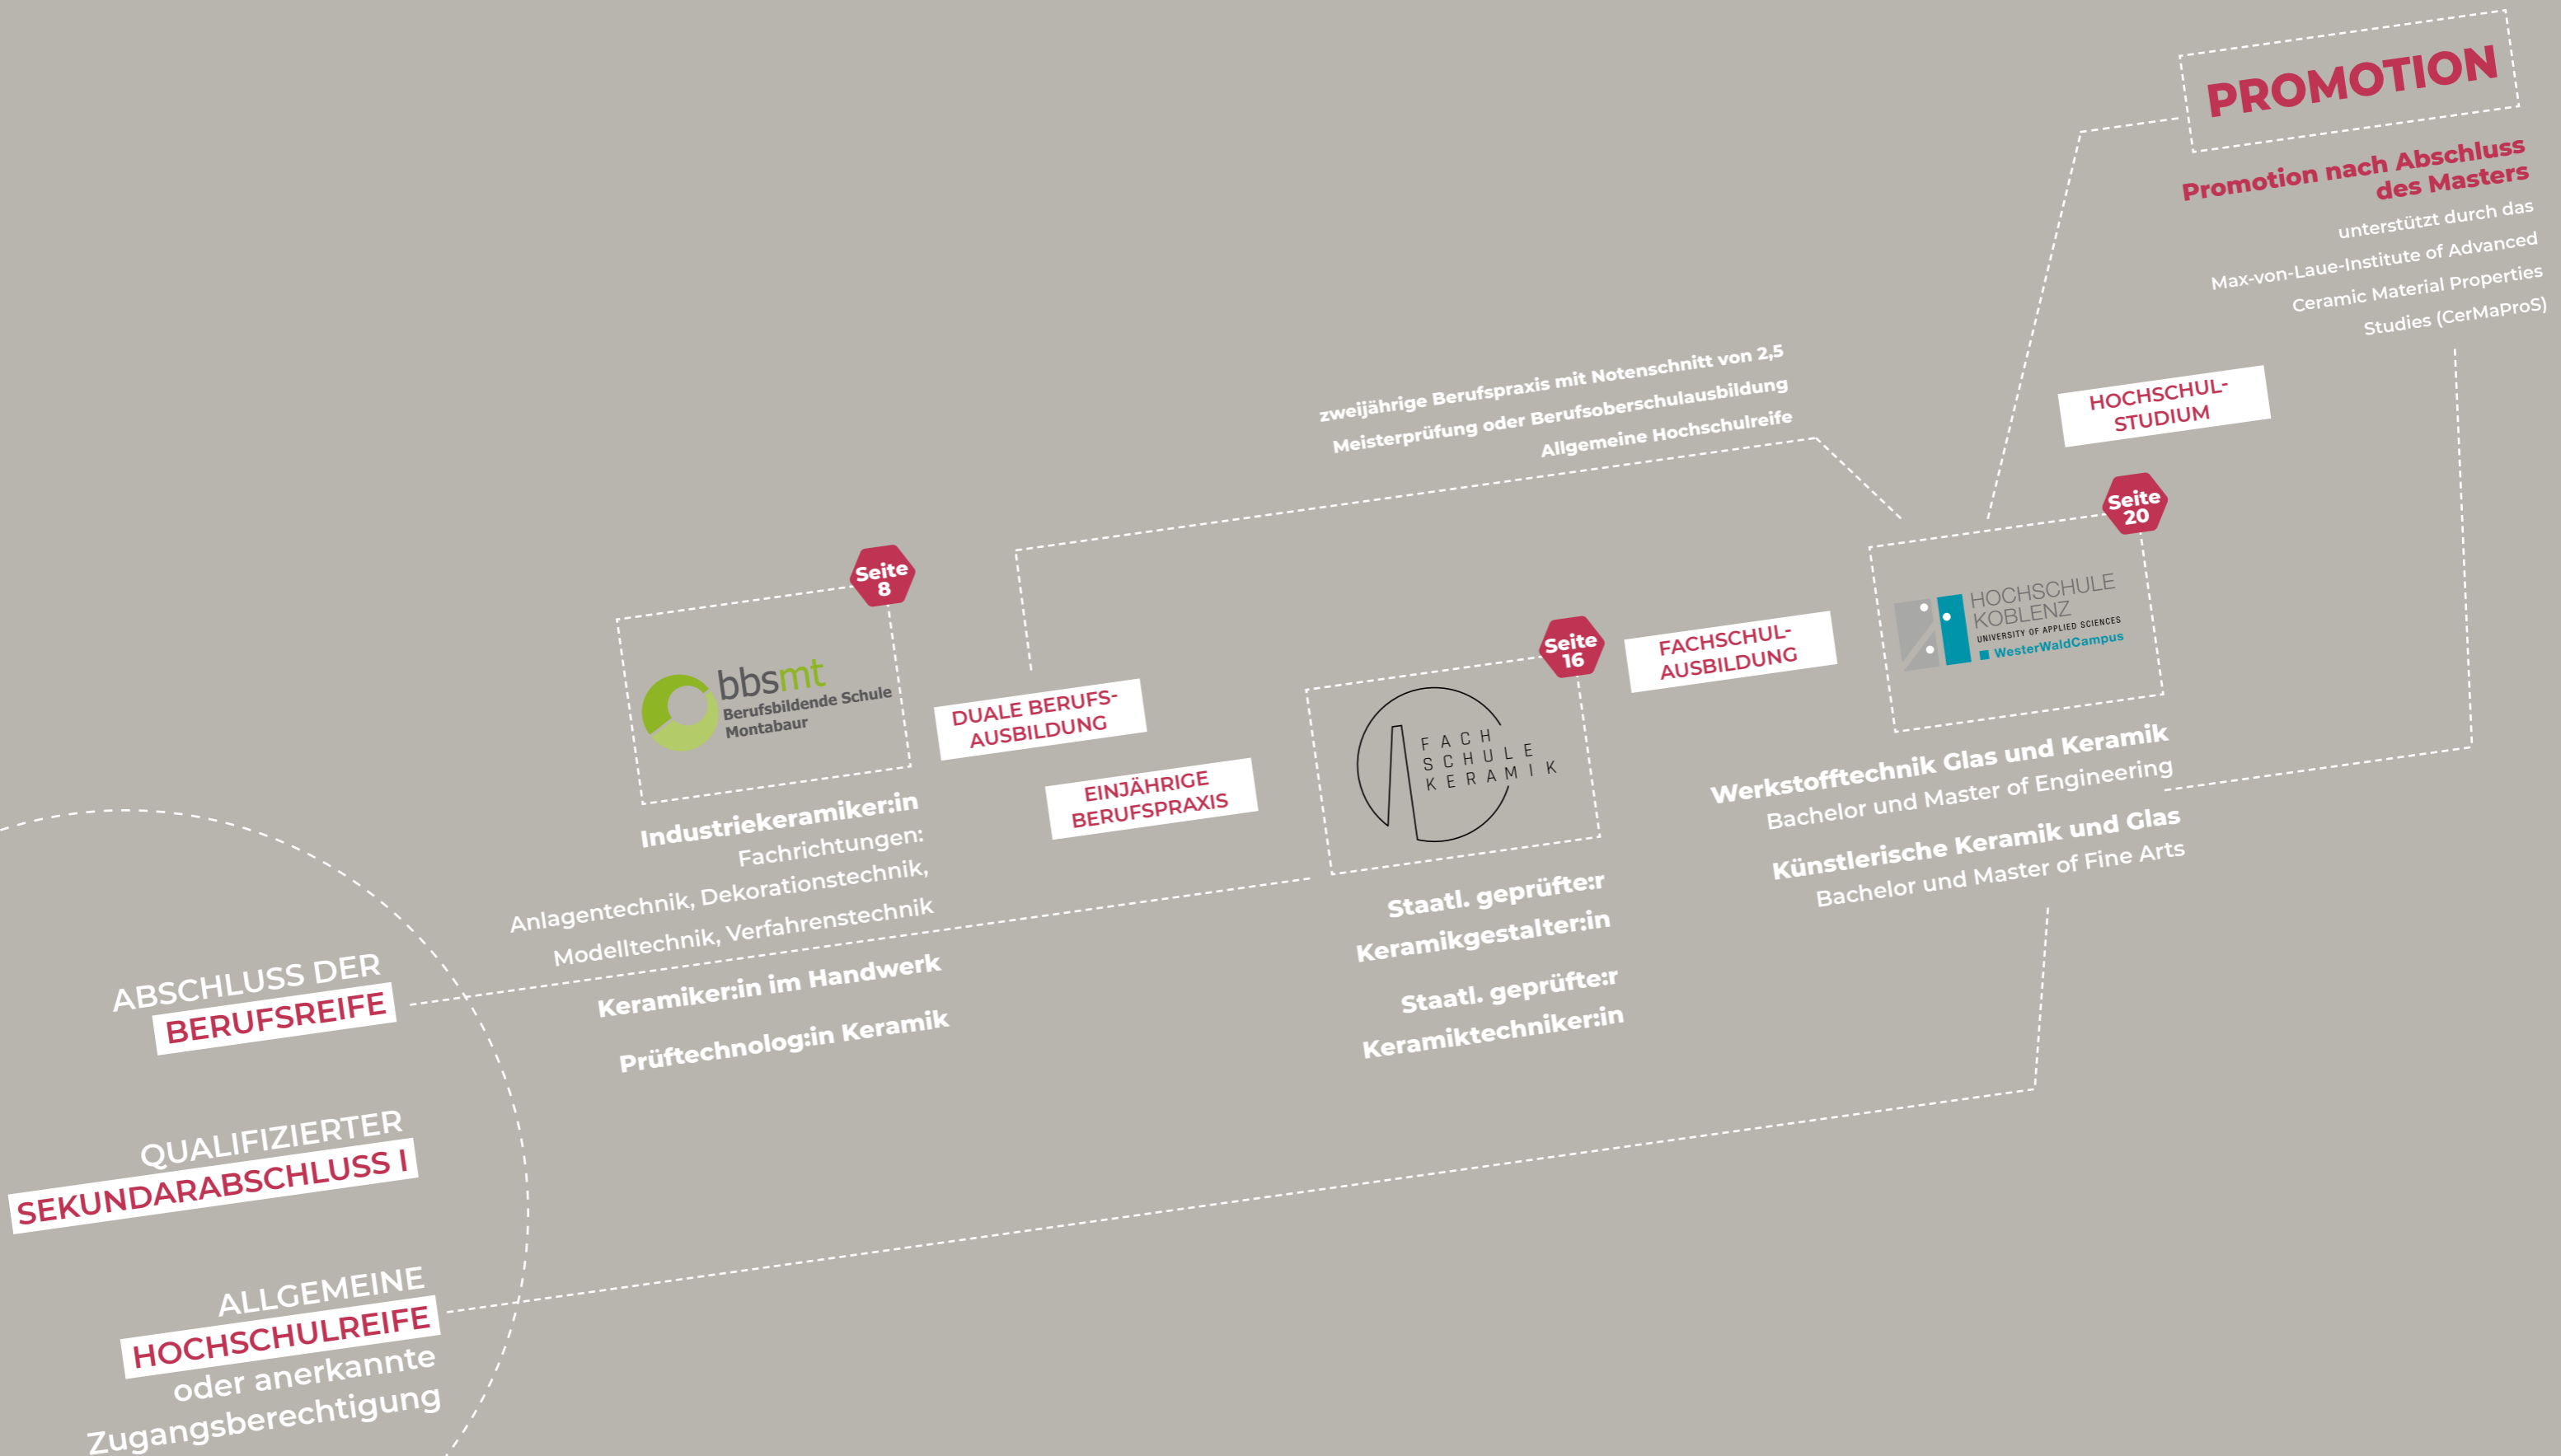 ABSCHLUSS DER
BERUFSREIFE
QUALIFIZIERTER
SEKUNDARABSCHLUSS I
ALLGEMEINE
HOCHSCHULREIFE
oder anerkannte
Zugangsberechtigung
Seite
8
bbsmt
Berufsbildende Schule
Montabaur
Industriekeramiker:in
Fachrichtungen:
Anlagentechnik, Dekorationstechnik,
Modelltechnik, Verfahrenstechnik
Keramiker:in im Handwerk
Prüftechnolog:in Keramik
DUALE BERUFS-
AUSBILDUNG
EINJÄHRIGE
BERUFSPRAXIS
zweijährige Berufspraxis mit Notenschnitt von 2,5
Meisterprüfung oder Berufsoberschulausbildung
Allgemeine Hochschulreife
Seite
16
FACH
SCHULE
KERAMIK
Staatl. geprüfte:r
Keramikgestalter:in
Staatl. geprüfte:r
Keramiktechniker:in
FACHSCHUL-
AUSBILDUNG
Seite
20
HOCHSCHULE
KOBLENZ
UNIVERSITY OF APPLIED SCIENCES
WesterWaldCampus
Werkstofftechnik Glas und Keramik
Bachelor und Master of Engineering
Künstlerische Keramik und Glas
Bachelor und Master of Fine Arts
HOCHSCHUL-
STUDIUM
PROMOTION
Promotion nach Abschluss
des Masters
unterstützt durch das
Max-von-Laue-Institute of Advanced
Ceramic Material Properties
Studies (CerMaProS)